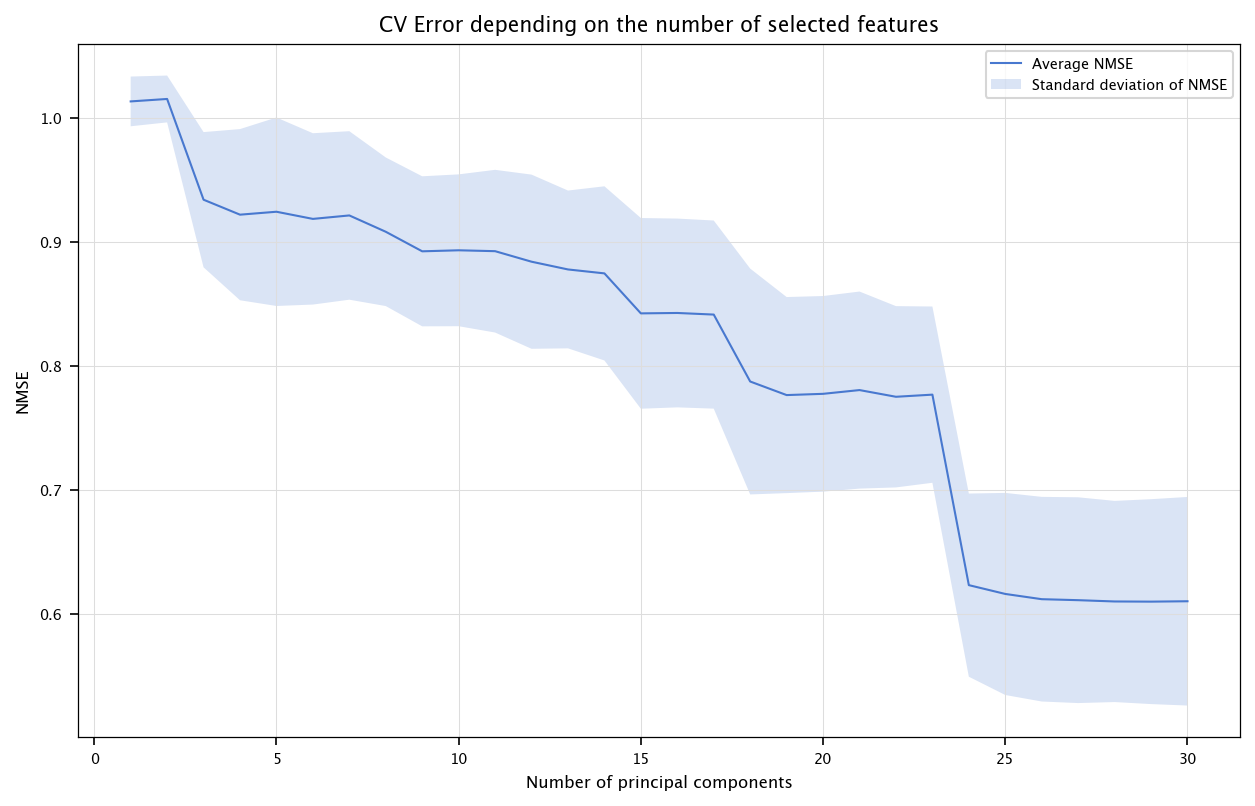 CV Error depending on the number of selected features
Average NMSE
Standard deviation of NMSE
NMSE
1.0
0.9
0.8
0.7
0.6
0
5
10
15
20
25
30
Number of principal components